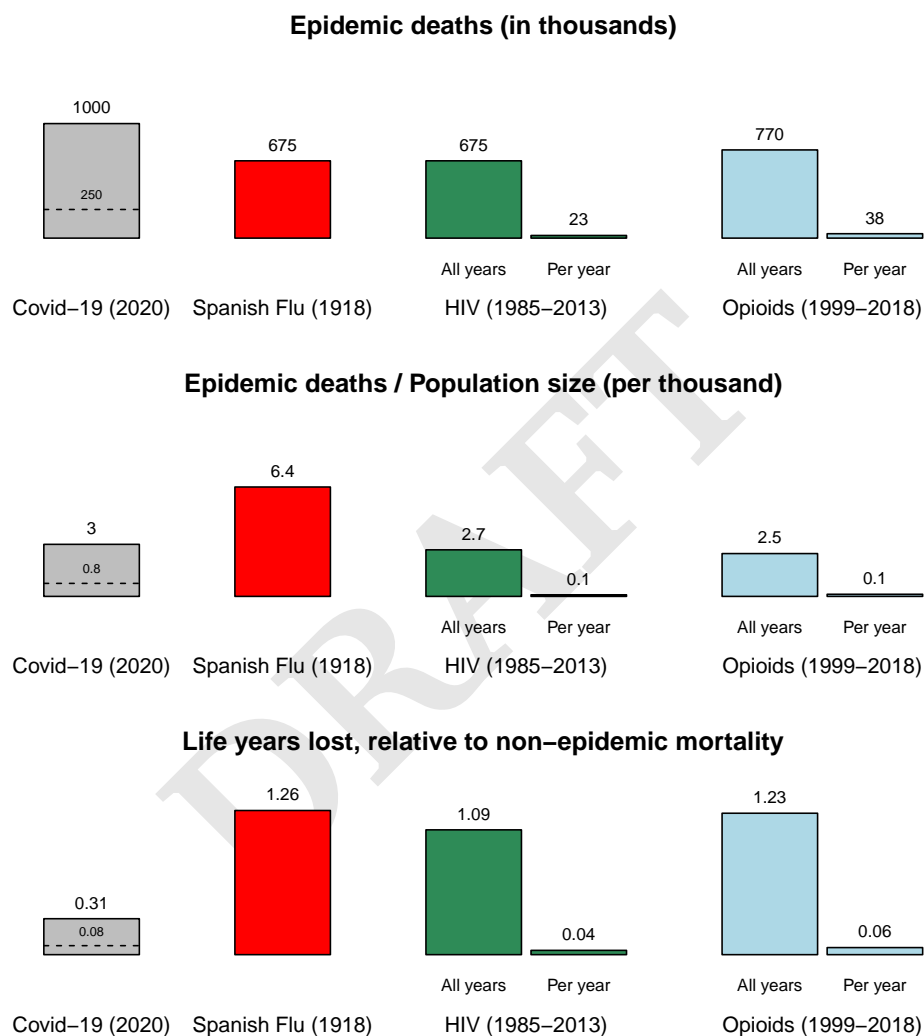 Epidemic deaths (in thousands)
1000
250
675
675
23
770
38
All years Per year All years Per year
Covid−19 (2020) Spanish Flu (1918) HIV (1985−2013) Opioids (1999−2018)
Epidemic deaths / Population size (per thousand)
3
0.8
6.4
2.7
0.1
2.5
0.1
All years Per year All years Per year
Covid−19 (2020) Spanish Flu (1918) HIV (1985−2013) Opioids (1999−2018)
Life years lost, relative to non−epidemic mortality
0.31
0.08
1.26
1.09
0.04
1.23
0.06
All years Per year All years Per year
Covid−19 (2020) Spanish Flu (1918) HIV (1985−2013) Opioids (1999−2018)
DRAFT